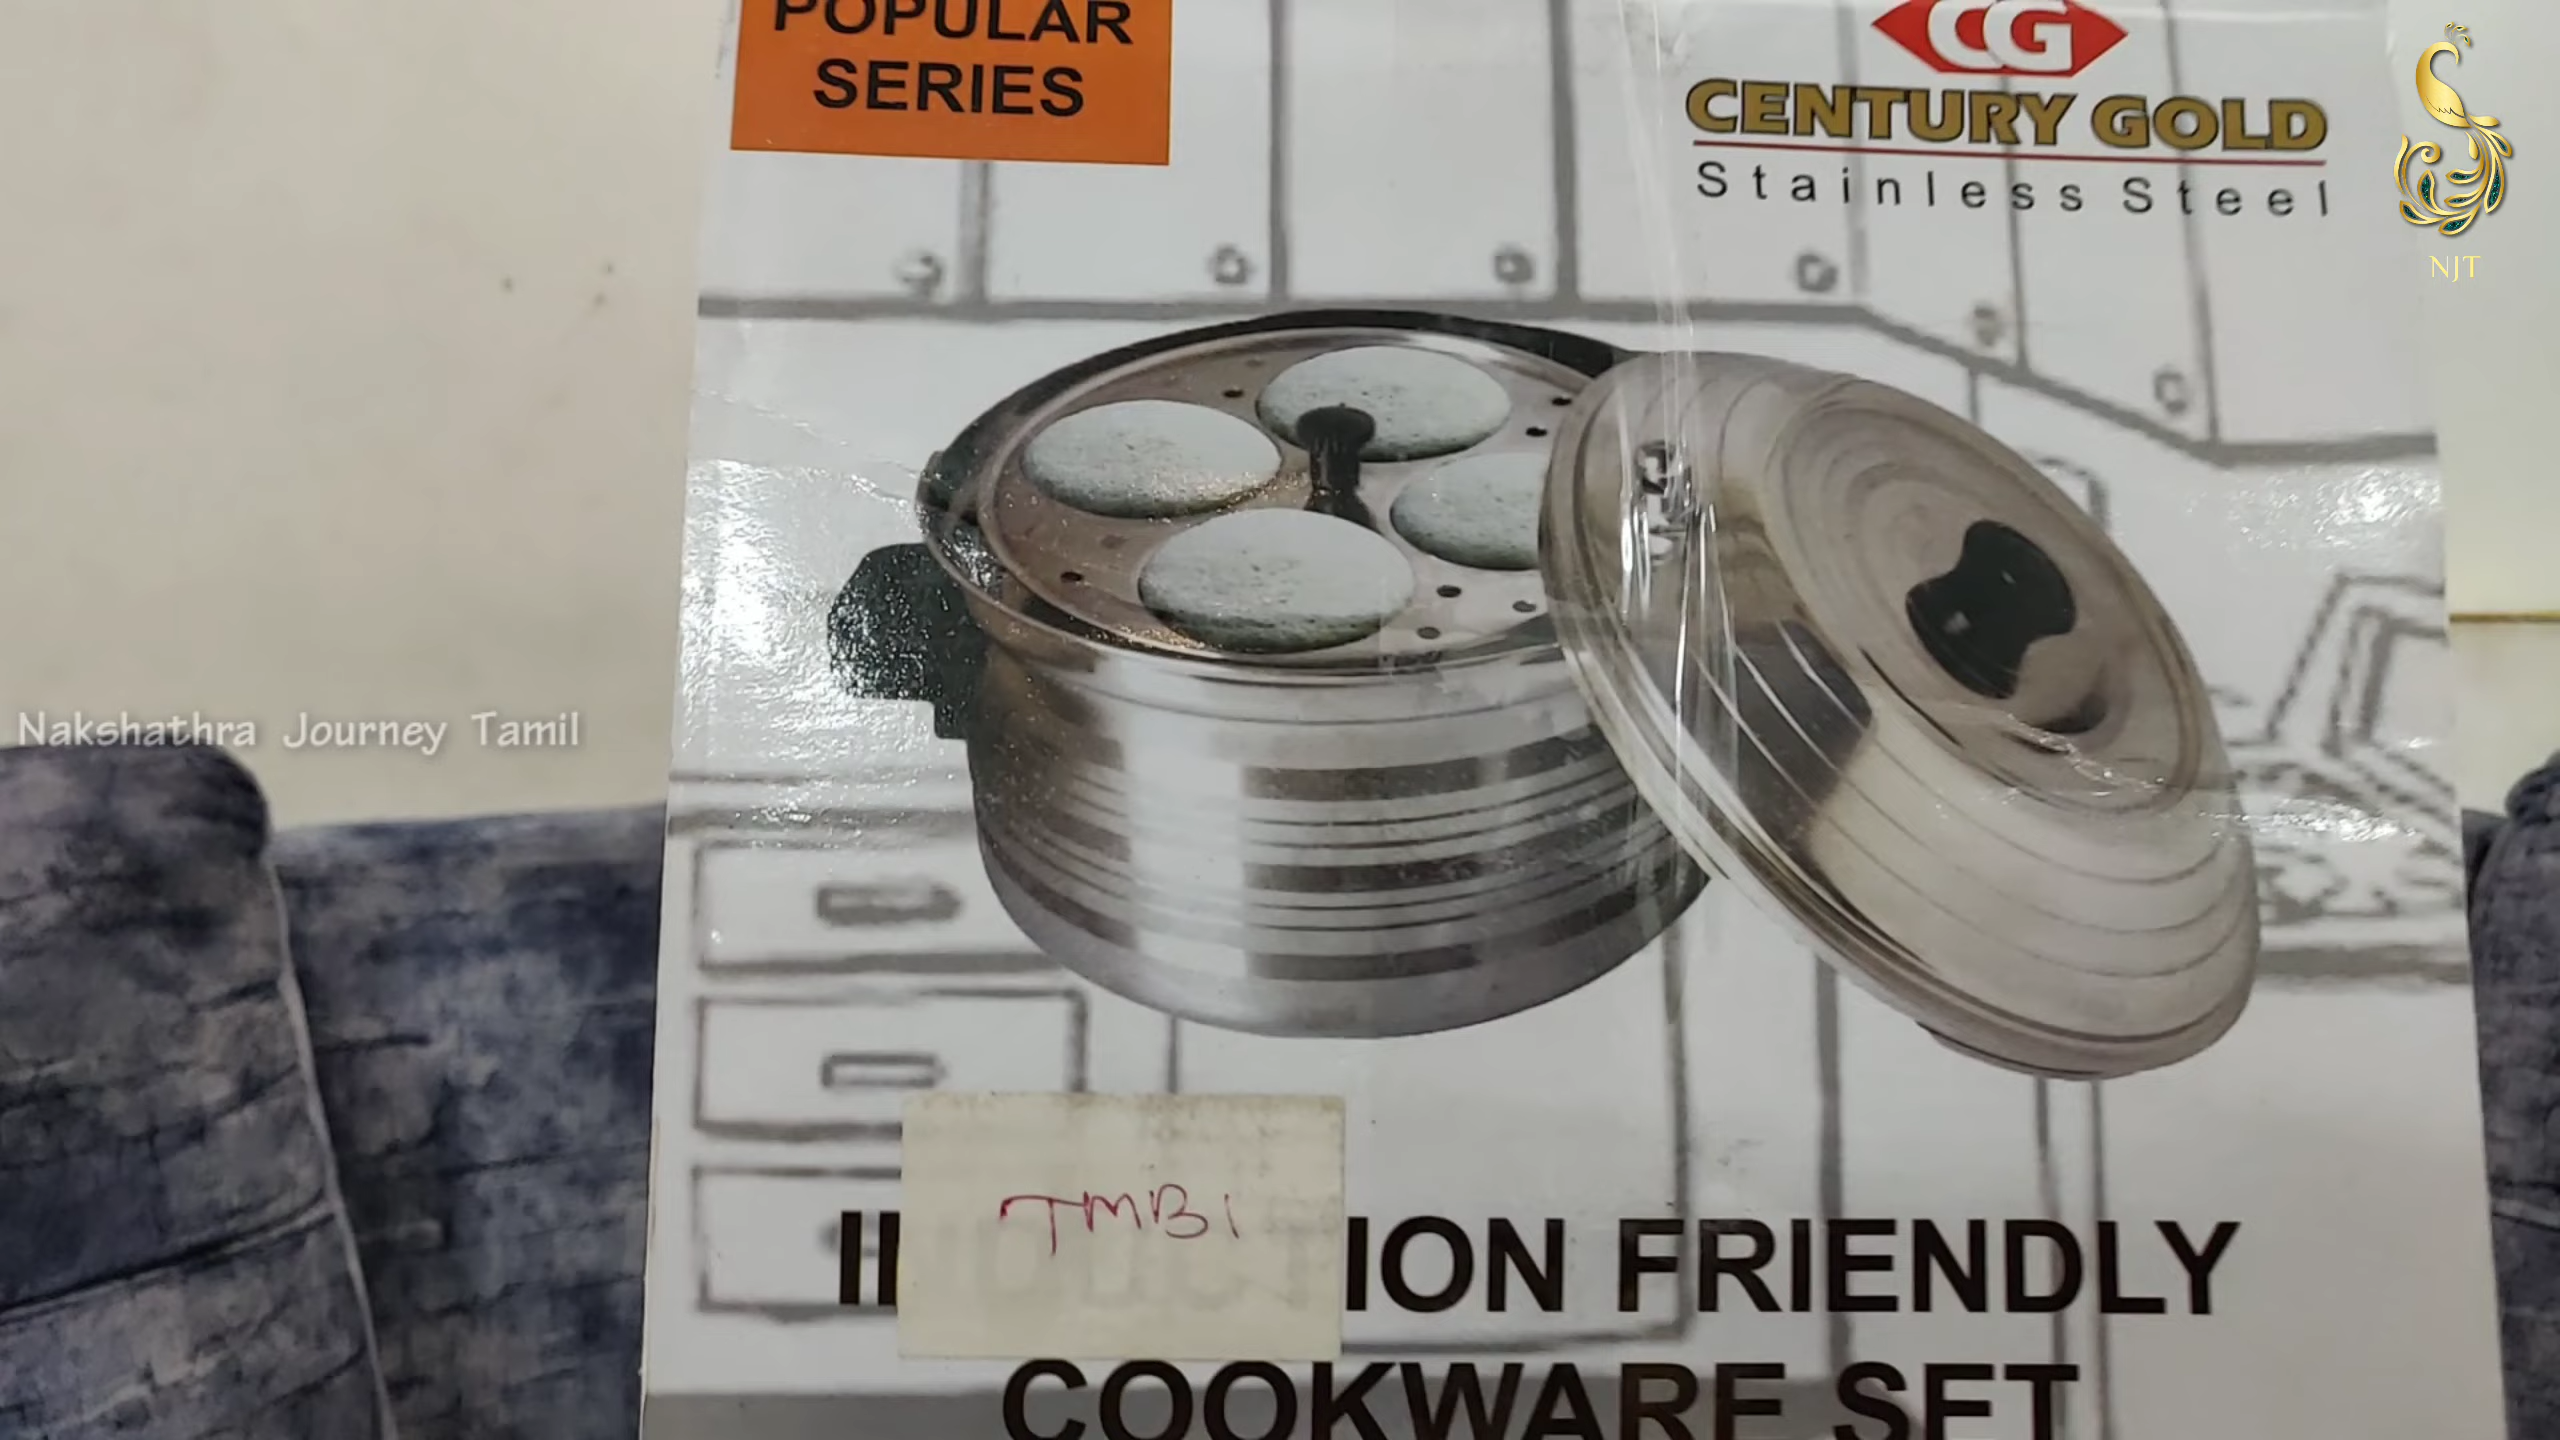 POPULAR
SERIES
CG
CENTURY GOLD
Stainless Steel
NJT
Nakshathra Journey Tamil
TMB1
ION FRIENDLY
COOKWARE SET